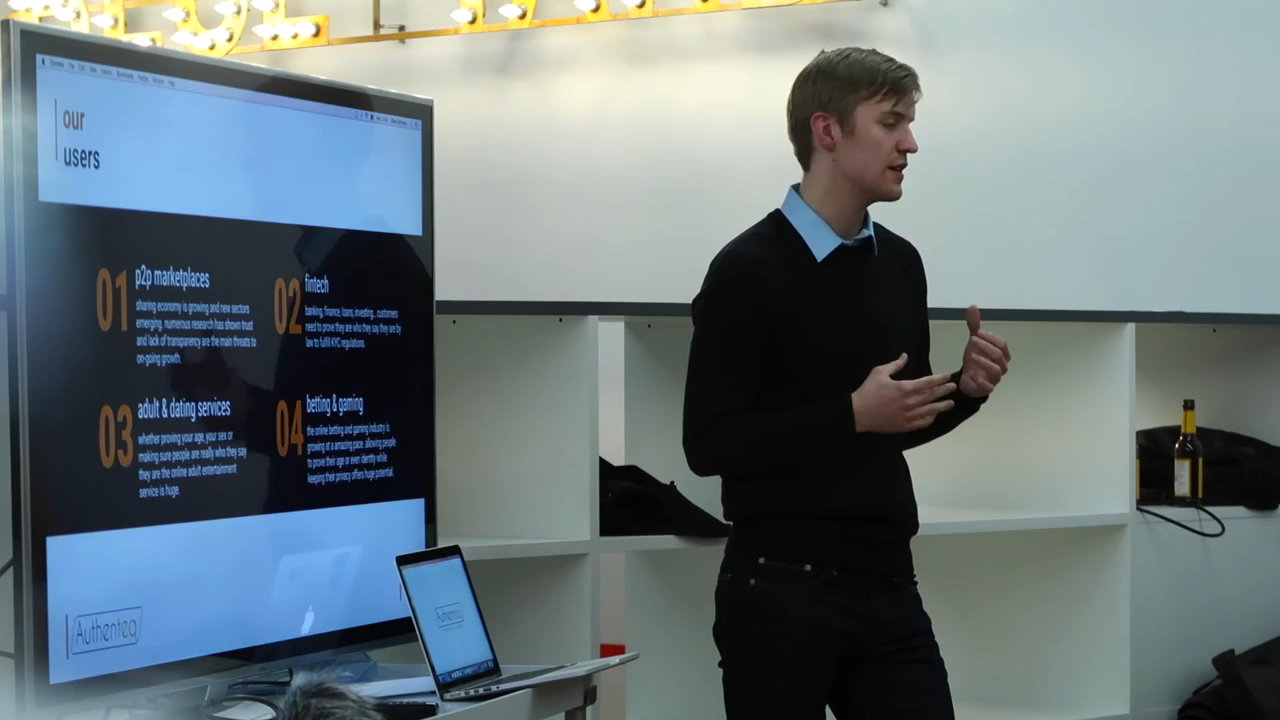 our
users
01
p2p marketplaces
sharing economy is growing and new sectors
emerging, numerous research has shown trust
and lack of transparency are the main threats to
on-going growth.
02
fintech
banking, finance, loans, investing.. customers
need to prove they are who they say they are by
law to fulfill KYC regulations.
03
adult & dating services
whether proving your age, your sex or
making sure people are really who they say
they are the online adult entertainment
service is huge.
04
betting & gaming
the online betting and gaming industry is
growing at a amazing pace. allowing people
to prove their age or even identity while
keeping their privacy offers huge potential.
Authenteq
Authenteq